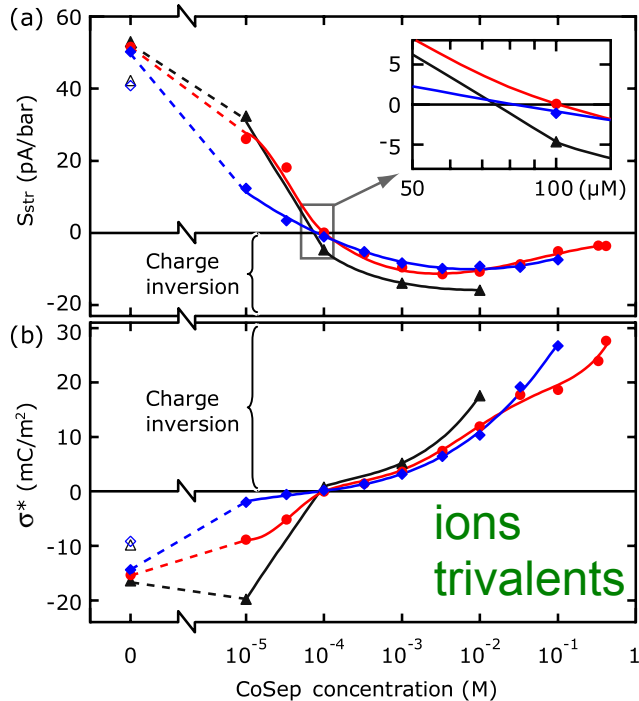 (a)
60
40
20
0
-20
Sstr (pA/bar)
Charge
inversion
5
0
-5
50
100 (μM)
(b)
30
20
10
0
-10
-20
σ* (mC/m²)
Charge
inversion
ions
trivalents
0
10⁻⁵
10⁻⁴
10⁻³
10⁻²
10⁻¹
1
CoSep concentration (M)